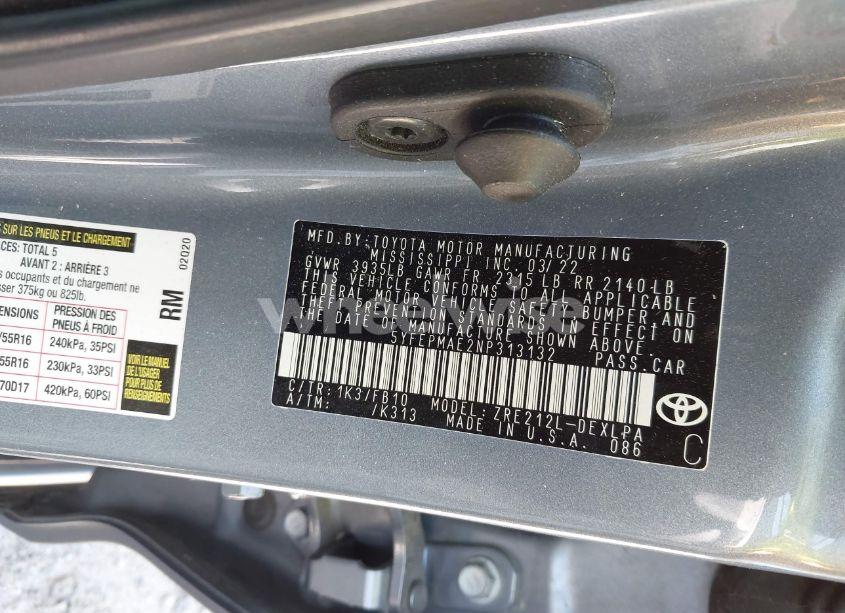 SUR LES PNEUS ET LE CHARGEMENT
CES: TOTAL 5
AVANT 2 : ARRIÈRE 3
s occupants et du chargement ne
sser 375kg ou 825lb.
ENSIONS
PRESSION DES PNEUS À FROID
/55R16
240kPa, 35PSI
55R16
230kPa, 33PSI
70D17
420kPa, 60PSI
VOIR LE MANUEL
DE L'USAGER
POUR PLUS DE
RENSEIGNEMENTS
RM
02020
MFD.BY:TOYOTA MOTOR MANUFACTURING
MISSISSIPPI INC. 03/22
GVWR 3935LB GAWR FR 2115 LB RR 2140 LB
THIS VEHICLE CONFORMS TO ALL APPLICABLE
FEDERAL MOTOR VEHICLE SAFETY, BUMPER AND
THEFT PREVENTION STANDARDS IN EFFECT ON
THE DATE OF MANUFACTURE SHOWN ABOVE.
5YFEPMAE2NP313132 PASS.CAR
C/TR: 1K3/FB10 MODEL: ZRE212L-DEXLPA
A/TM: /K313 MADE IN U.S.A. 086
C
wheelwise